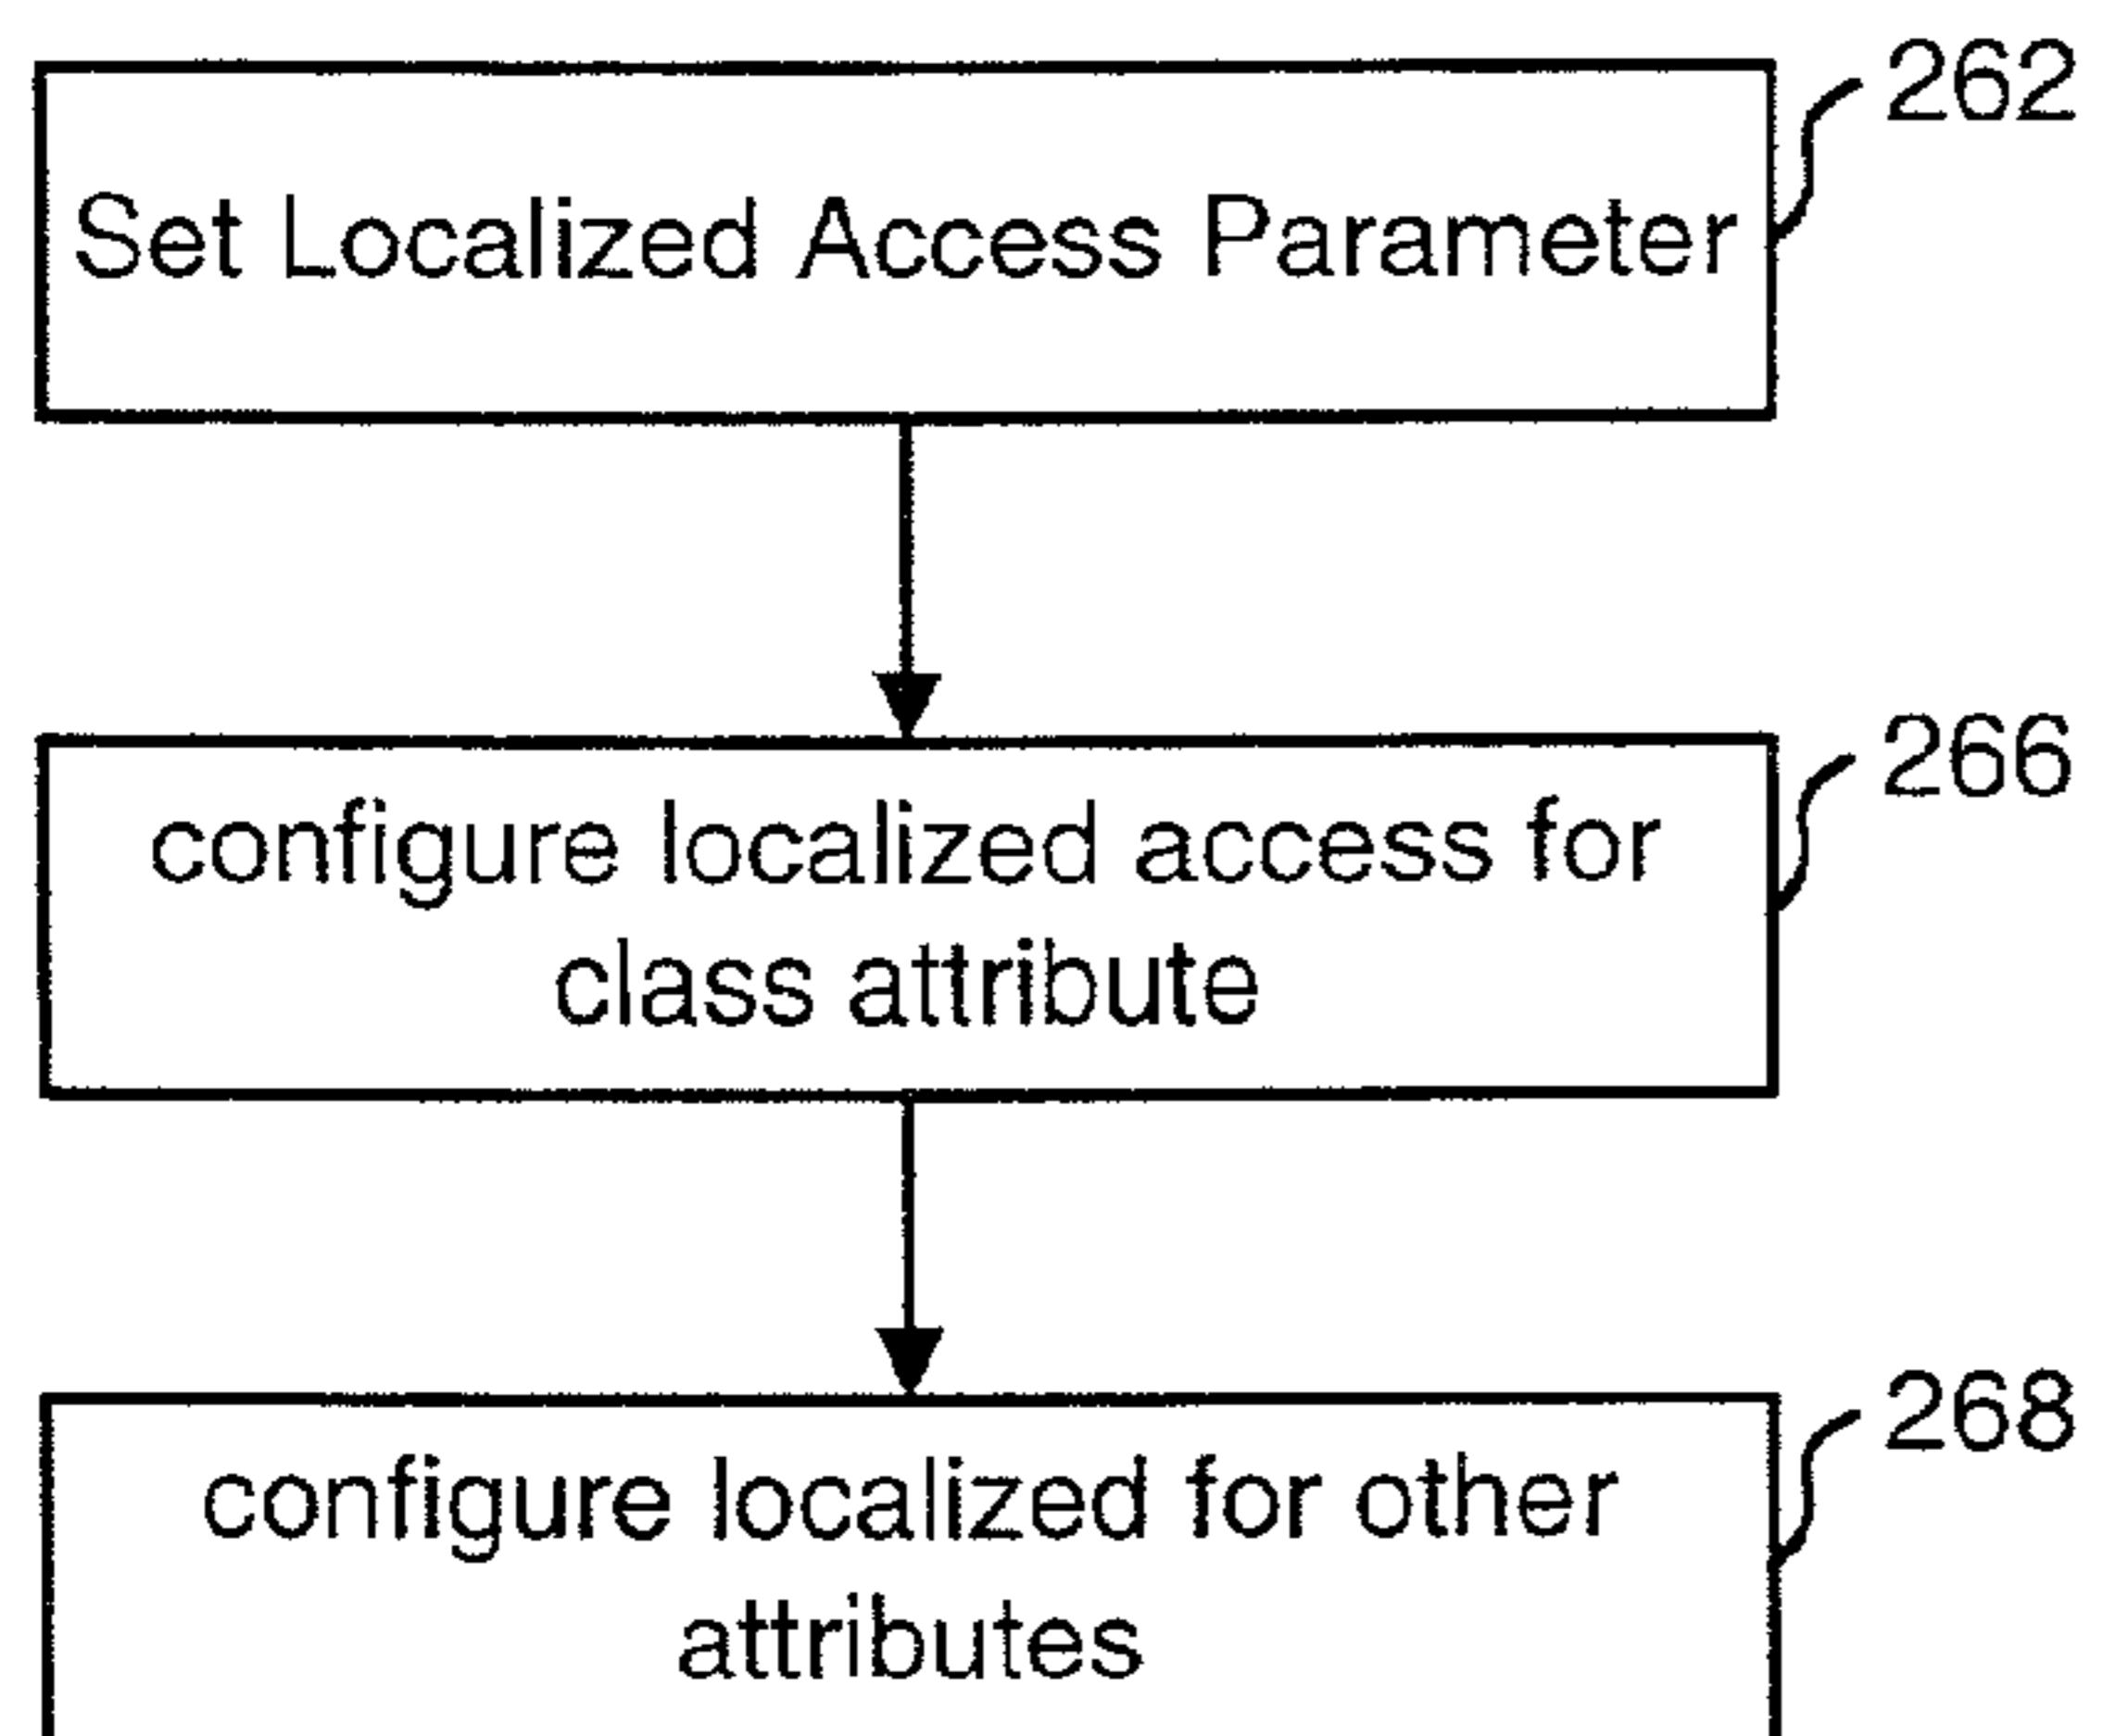 262
Set Localized Access Parameter
266
configure localized access for
class attribute
268
configure localized for other
attributes